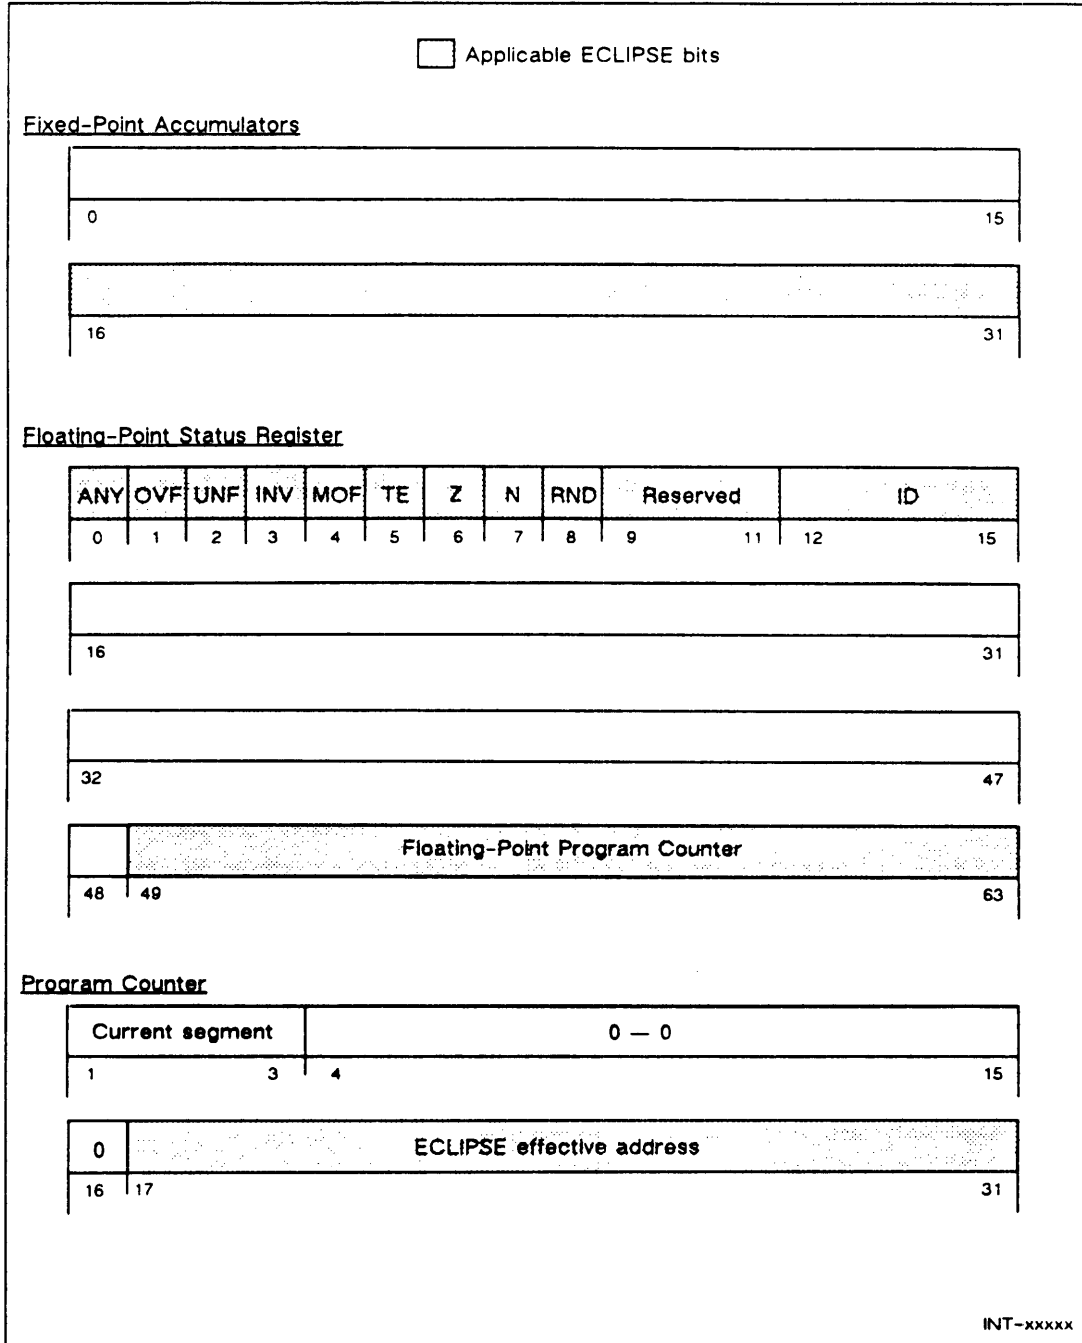 Applicable ECLIPSE bits
Fixed-Point Accumulators
0 15
16 31
Floating-Point Status Register
ANY OVF UNF INV MOF TE Z N RND Reserved ID
0 1 2 3 4 5 6 7 8 9 11 12 15
16 31
32 47
Floating-Point Program Counter
48 49 63
Program Counter
Current segment 0 — 0
1 3 4 15
0 ECLIPSE effective address
16 17 31
INT-xxxxx